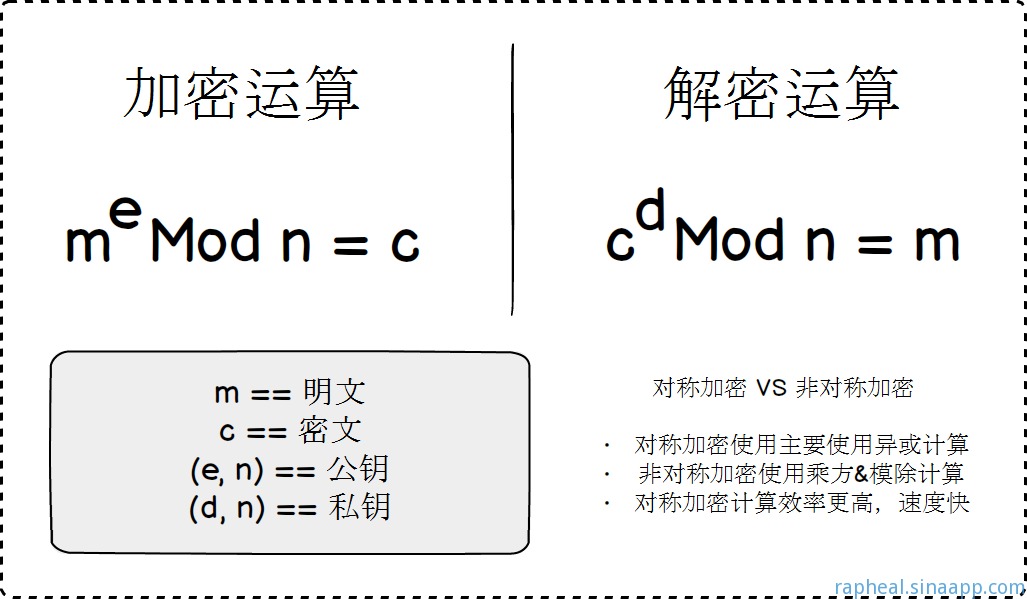 加密运算
m^e Mod n = c
解密运算
c^d Mod n = m
m == 明文
c == 密文
(e, n) == 公钥
(d, n) == 私钥
对称加密 VS 非对称加密
· 对称加密使用主要使用异或计算
· 非对称加密使用乘方&模除计算
· 对称加密计算效率更高，速度快
rapheal.sinaapp.com